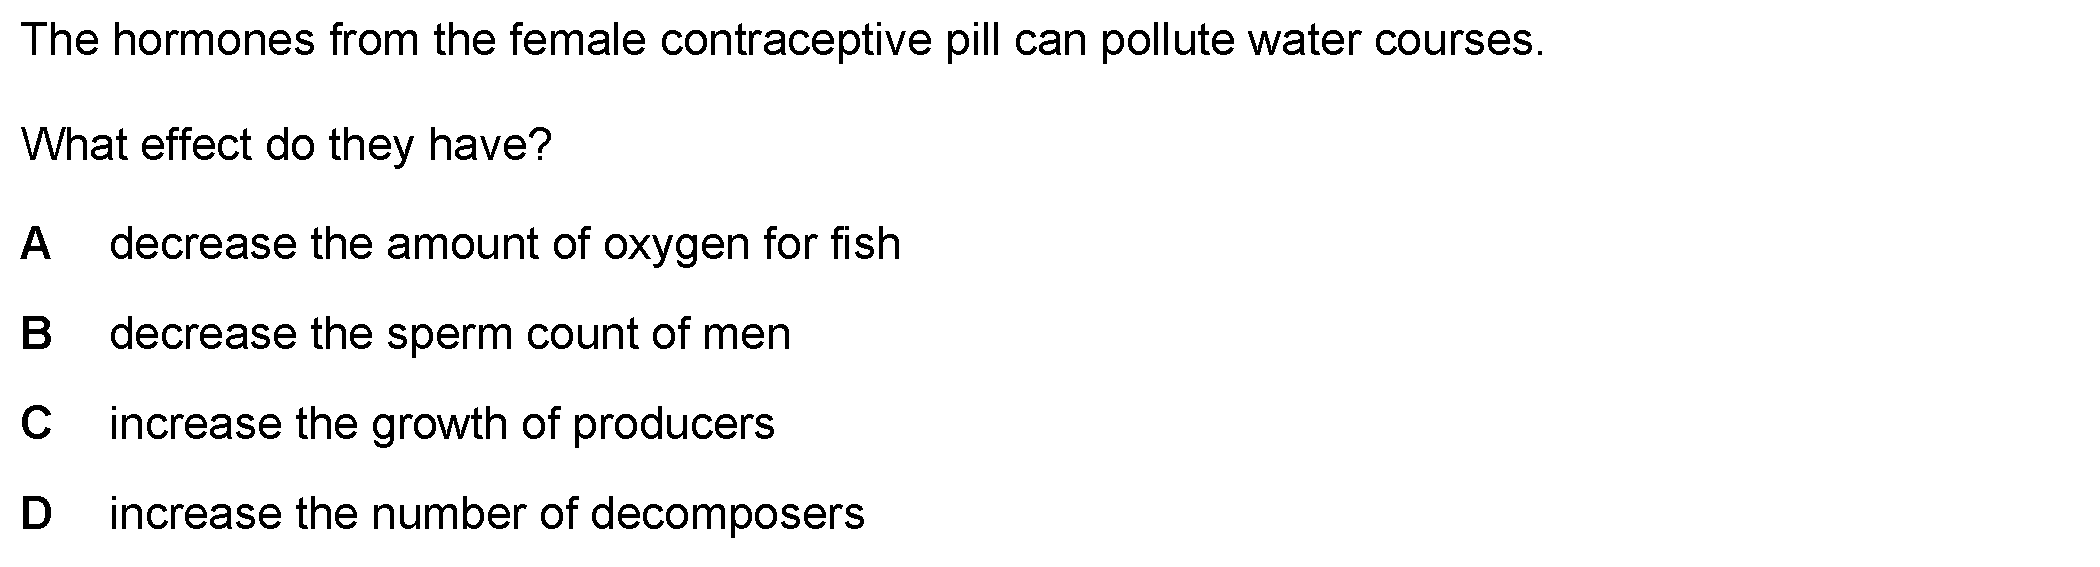 The hormones from the female contraceptive pill can pollute water courses.
What effect do they have?
A decrease the amount of oxygen for fish
B decrease the sperm count of men
C increase the growth of producers
D increase the number of decomposers